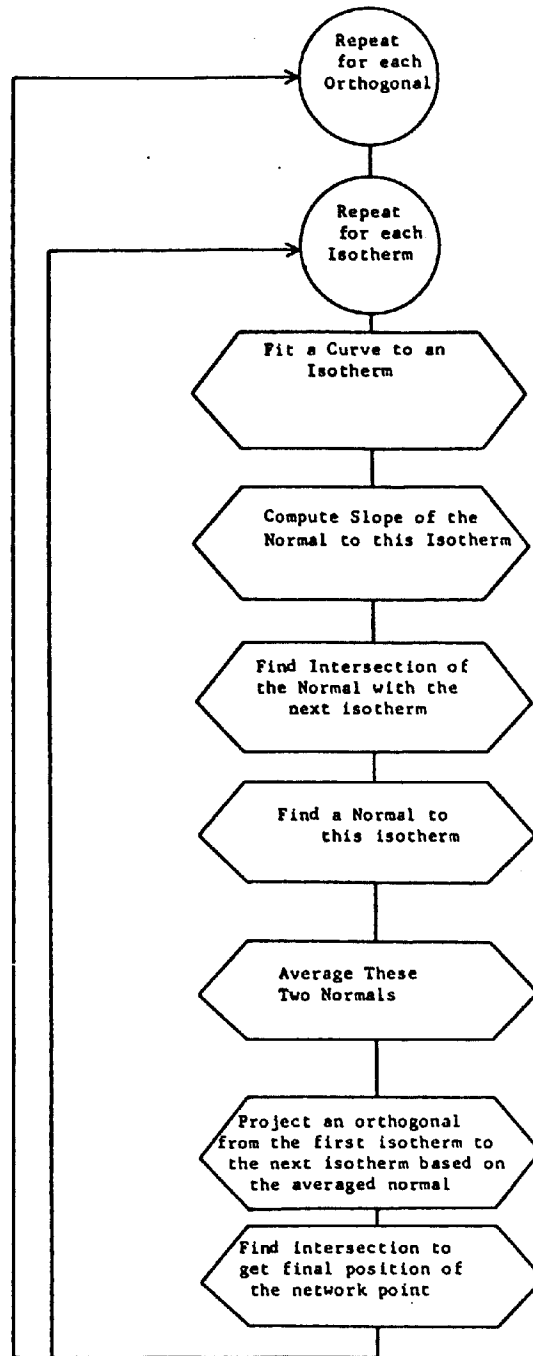 Repeat
for each
Orthogonal
Repeat
for each
Isotherm
Fit a Curve to an
Isotherm
Compute Slope of the
Normal to this Isotherm
Find Intersection of
the Normal with the
next isotherm
Find a Normal to
this isotherm
Average These
Two Normals
Project an orthogonal
from the first isotherm to
the next isotherm based on
the averaged normal
Find intersection to
get final position of
the network point